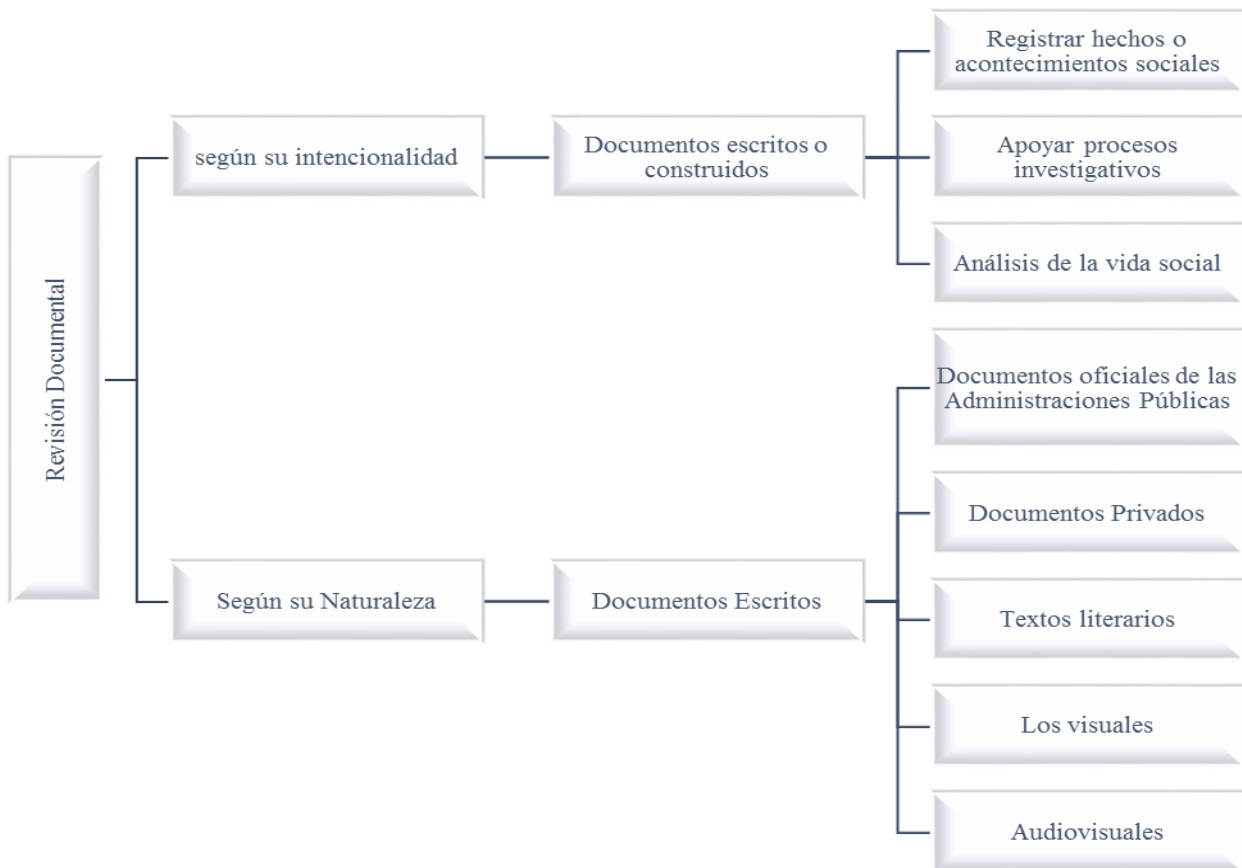 Revisión Documental
según su intencionalidad
Documentos escritos o
construidos
Registrar hechos o
acontecimientos sociales
Apoyar procesos
investigativos
Análisis de la vida social
Según su Naturaleza
Documentos Escritos
Documentos oficiales de las
Administraciones Públicas
Documentos Privados
Textos literarios
Los visuales
Audiovisuales